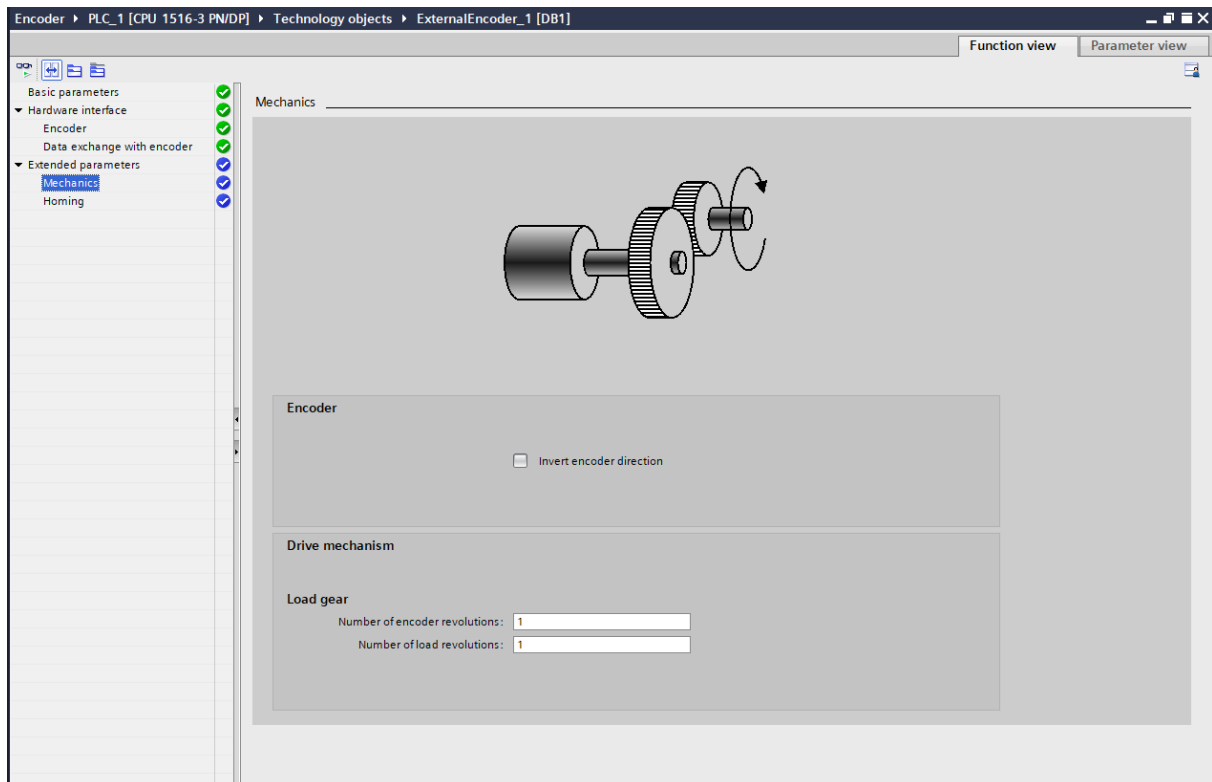 Encoder ▸ PLC_1 [CPU 1516-3 PN/DP] ▸ Technology objects ▸ ExternalEncoder_1 [DB1]
Function view
Parameter view
Basic parameters
Hardware interface
Encoder
Data exchange with encoder
Extended parameters
Mechanics
Homing
Mechanics
Encoder
Invert encoder direction
Drive mechanism
Load gear
Number of encoder revolutions: 1
Number of load revolutions: 1